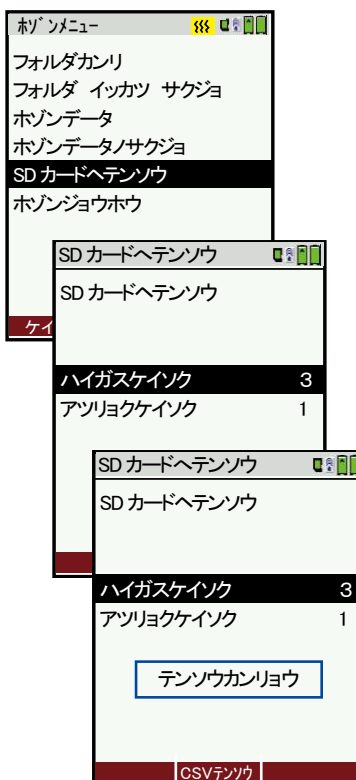 ホゾンメニュー
フォルダカンリ
フォルダ イッカツ サクジョ
ホゾンデータ
ホゾンデータノサクジョ
SD カードヘテンソウ
ホゾンジョウホウ
SD カードヘテンソウ
SD カードヘテンソウ
ハイガスケイソク 3
アツリョクケイソク 1
SD カードヘテンソウ
SD カードヘテンソウ
ハイガスケイソク 3
アツリョクケイソク 1
テンソウカンリョウ
CSVテンソウ